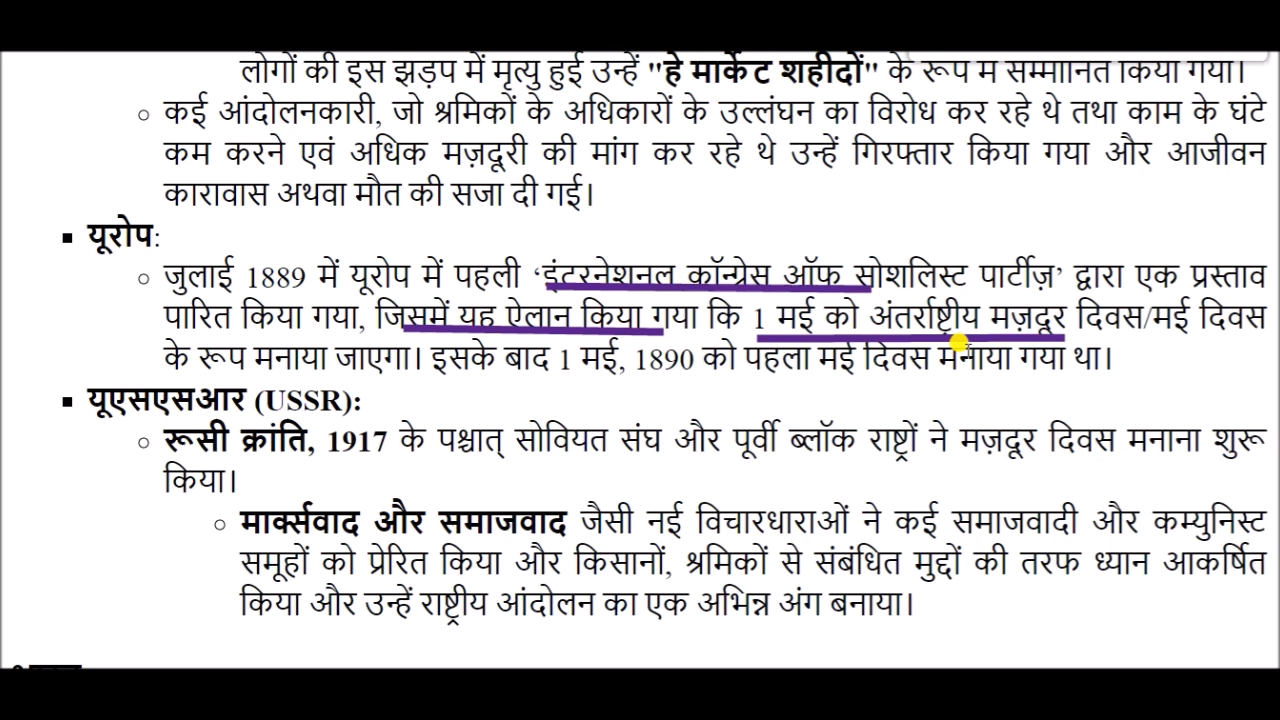 लोगों की इस झड़प में मृत्यु हुई उन्हें "हे मार्केट शहीदों" के रूप में सम्मानित किया गया।
○ कई आंदोलनकारी, जो श्रमिकों के अधिकारों के उल्लंघन का विरोध कर रहे थे तथा काम के घंटे
कम करने एवं अधिक मज़दूरी की मांग कर रहे थे उन्हें गिरफ्तार किया गया और आजीवन
कारावास अथवा मौत की सजा दी गई।
▪ यूरोप:
○ जुलाई 1889 में यूरोप में पहली ‘इंटरनेशनल कॉन्ग्रेस ऑफ सोशलिस्ट पार्टीज़’ द्वारा एक प्रस्ताव
पारित किया गया, जिसमें यह ऐलान किया गया कि 1 मई को अंतर्राष्ट्रीय मज़दूर दिवस/मई दिवस
के रूप मनाया जाएगा। इसके बाद 1 मई, 1890 को पहला मई दिवस मनाया गया था।
▪ यूएसएसआर (USSR):
○ रूसी क्रांति, 1917 के पश्चात् सोवियत संघ और पूर्वी ब्लॉक राष्ट्रों ने मज़दूर दिवस मनाना शुरू
किया।
○ मार्क्सवाद और समाजवाद जैसी नई विचारधाराओं ने कई समाजवादी और कम्युनिस्ट
समूहों को प्रेरित किया और किसानों, श्रमिकों से संबंधित मुद्दों की तरफ ध्यान आकर्षित
किया और उन्हें राष्ट्रीय आंदोलन का एक अभिन्न अंग बनाया।